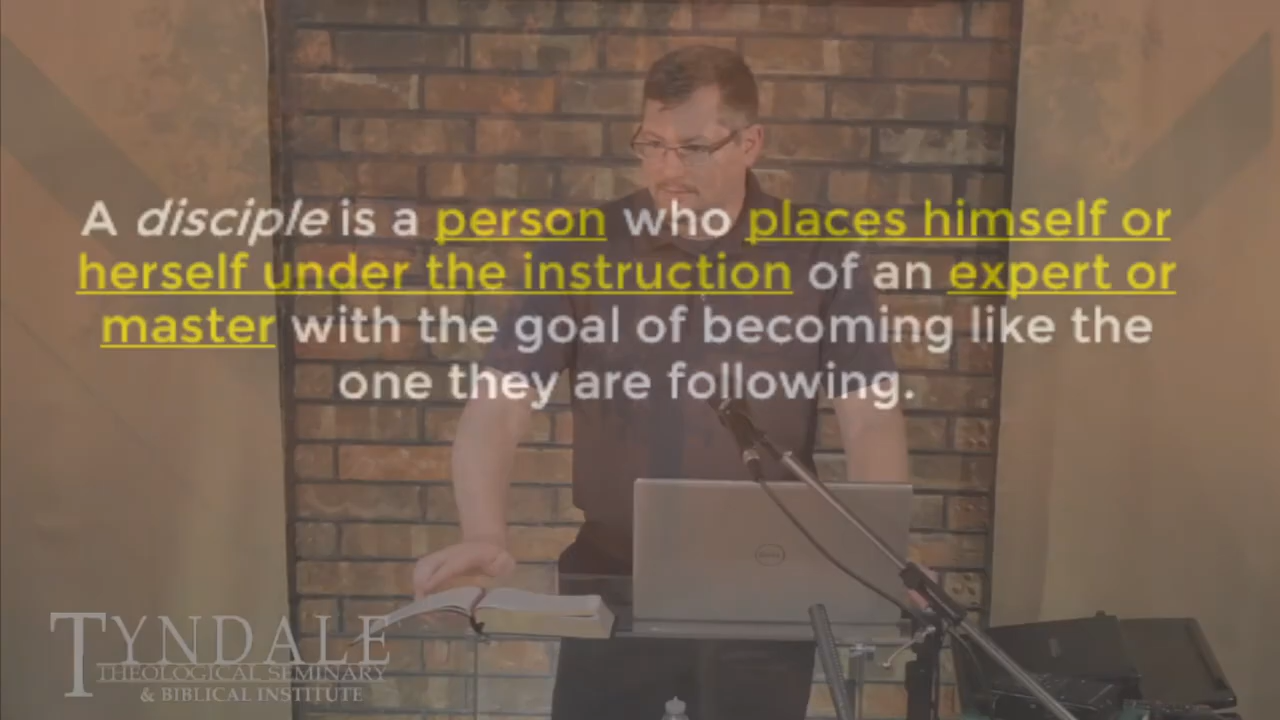 A disciple is a person who places himself or
herself under the instruction of an expert or
master with the goal of becoming like the
one they are following.
DELL
TYNDALE
THEOLOGICAL SEMINARY
& BIBLICAL INSTITUTE